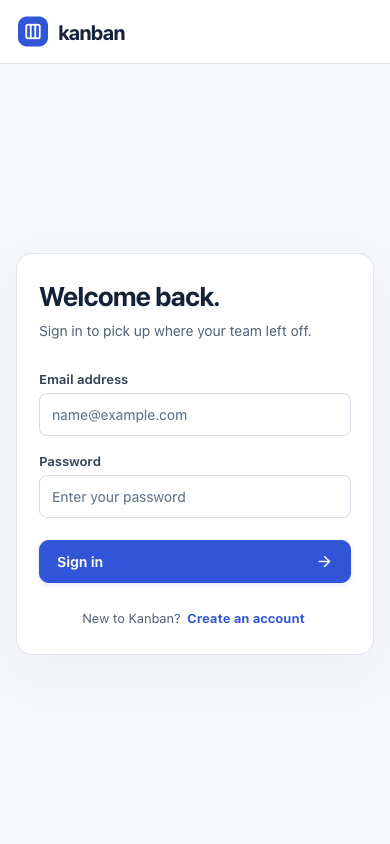 kanban
Welcome back.
Sign in to pick up where your team left off.
Email address
name@example.com
Password
Enter your password
Sign in
New to Kanban? Create an account